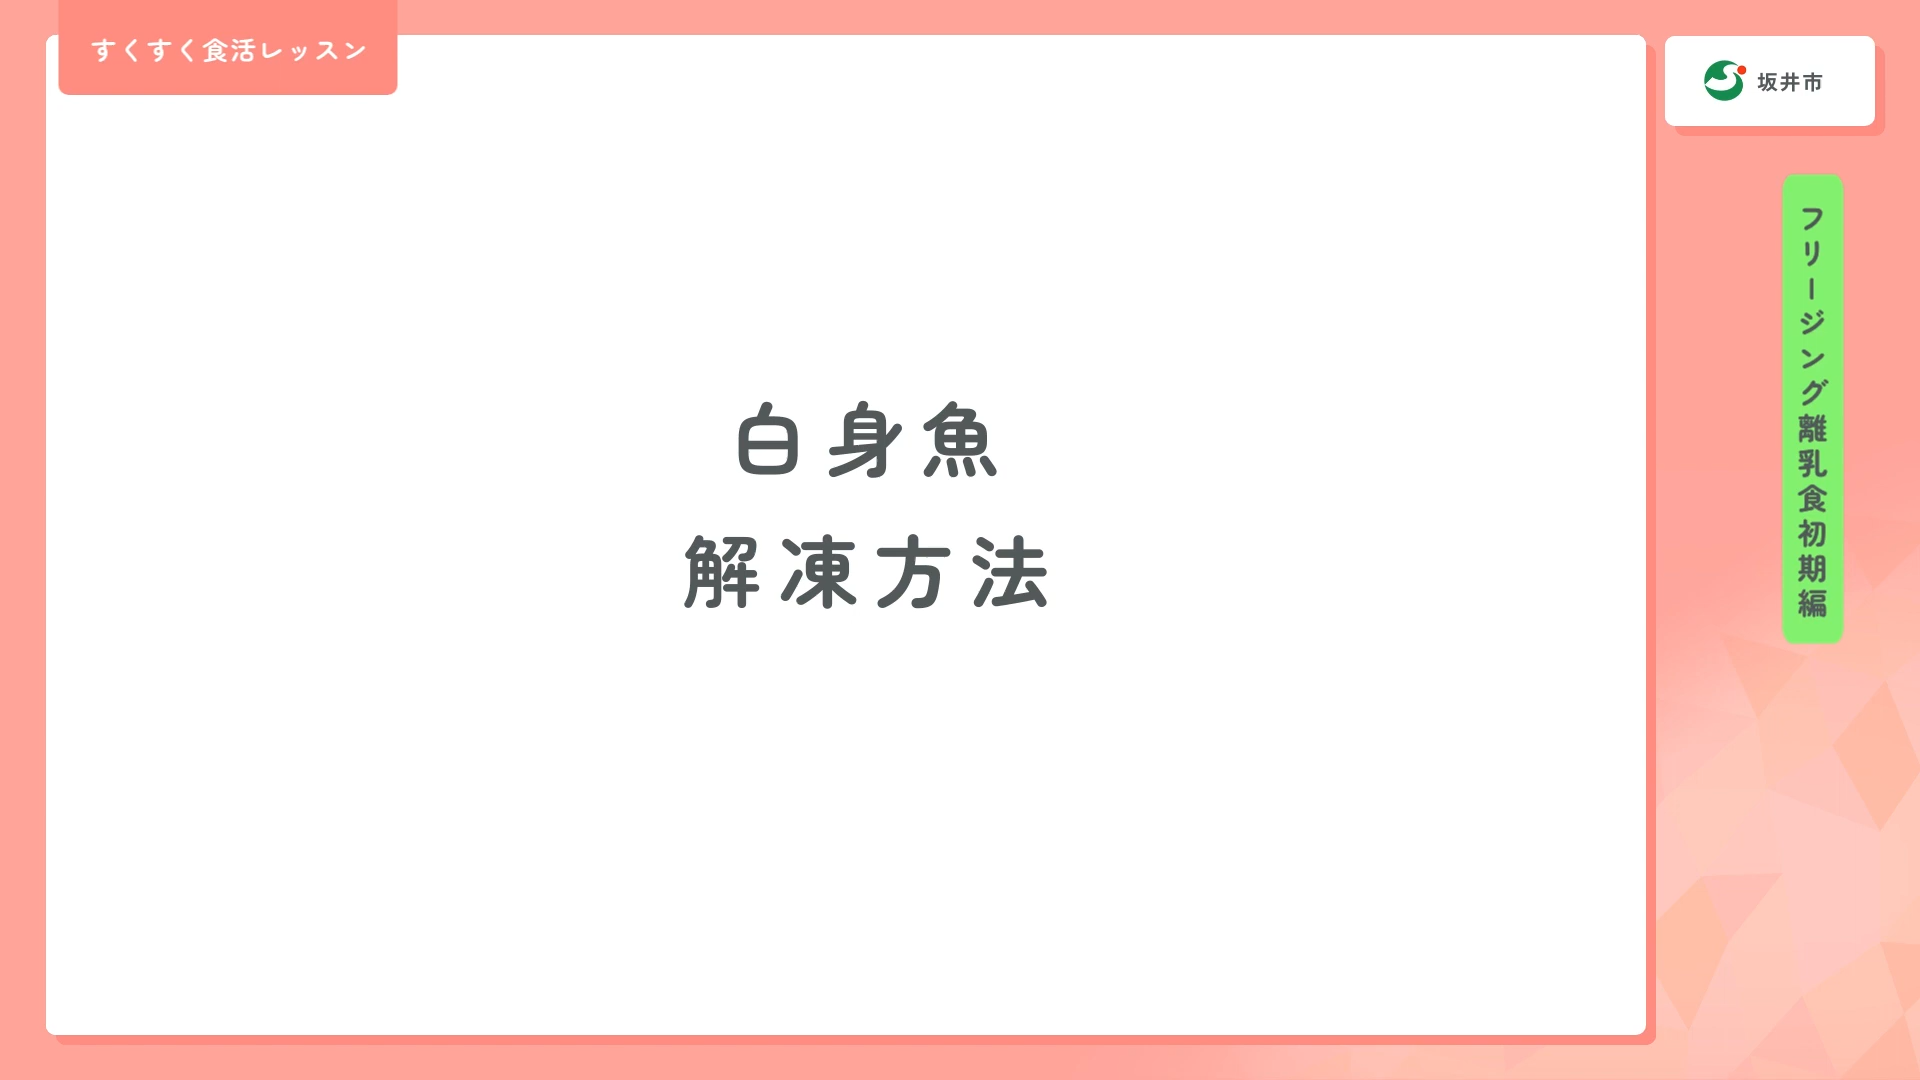 すくすく食活レッスン
坂井市
フリージング離乳食初期編
白身魚
解凍方法